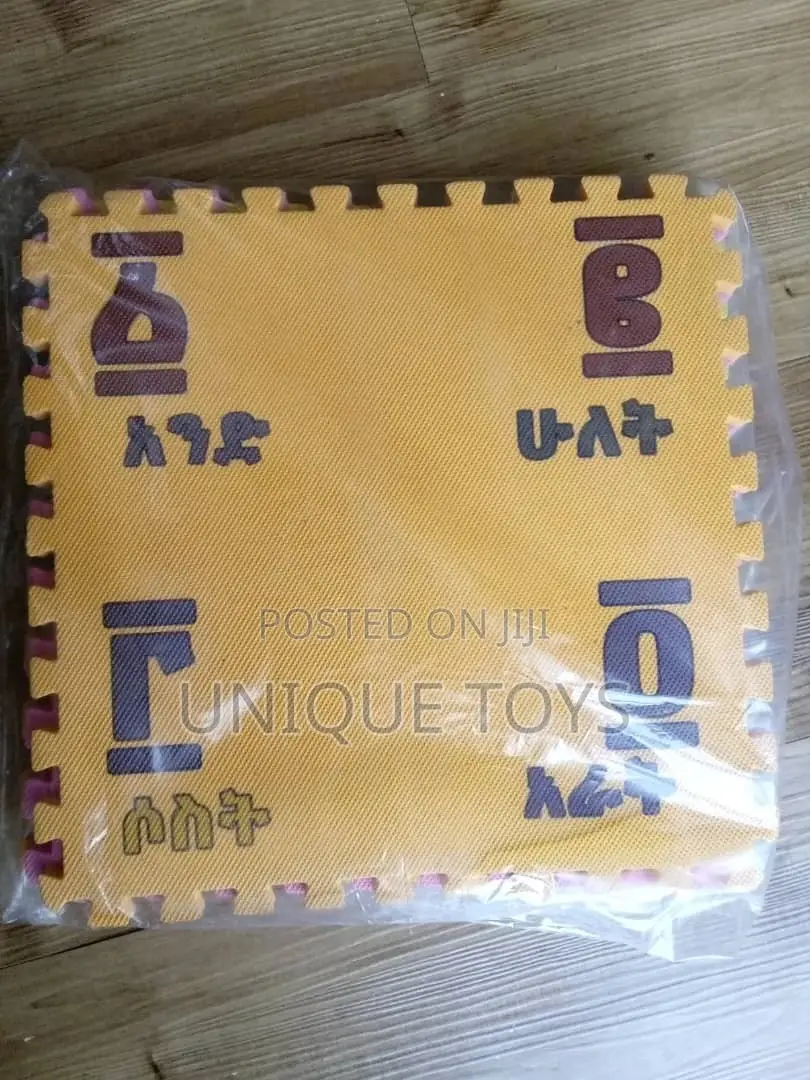 ፩ ፪
አንድ ሁለት
፫ ፬
POSTED ON JIJI
UNIQUE TOYS
ሶስት አራት